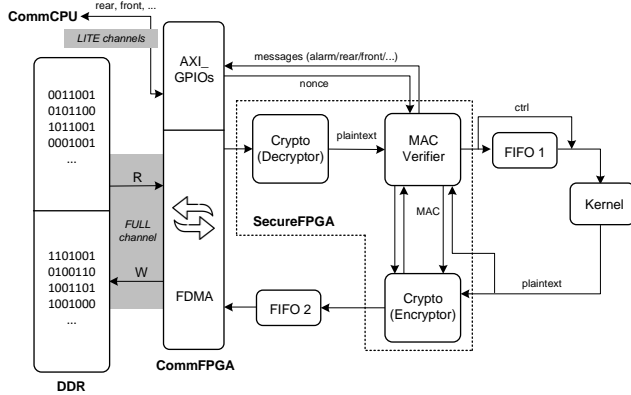 rear, front, ...
CommCPU
LITE channels
AXI_
GPIOs
messages (alarm/rear/front/...)
nonce
0011001
0101100
1011001
0001001
...
R
FULL
channel
W
1101001
0100110
1001101
1001000
...
DDR
FDMA
CommFPGA
Crypto
(Decryptor)
plaintext
MAC
Verifier
ctrl
FIFO 1
Kernel
SecureFPGA
MAC
Crypto
(Encryptor)
plaintext
FIFO 2